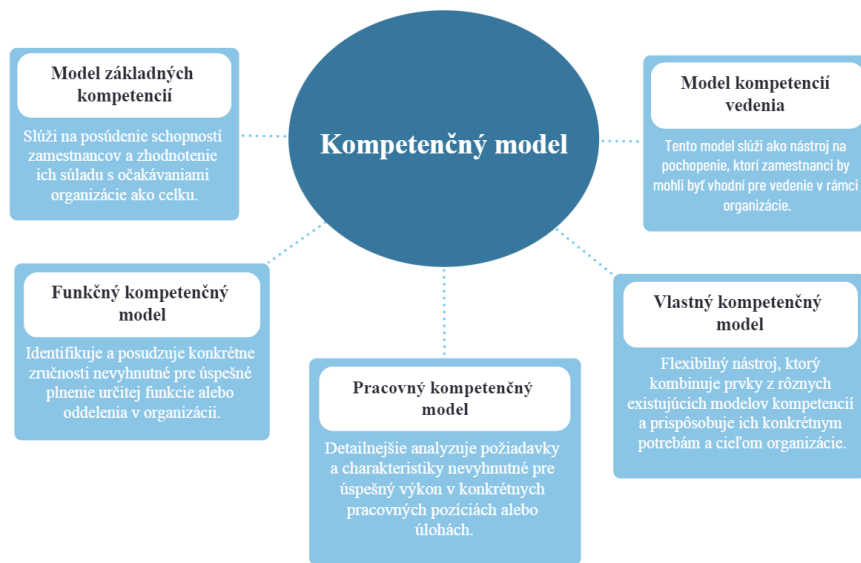 Kompetenčný model
Model základných
kompetencií
Slúži na posúdenie schopností
zamestnancov a zhodnotenie
ich súladu s očakávaniami
organizácie ako celku.
Model kompetencií
vedenia
Tento model slúži ako nástroj na
pochopenie, ktorí zamestnanci by
mohli byť vhodní pre vedenie v rámci
organizácie.
Funkčný kompetenčný
model
Identifikuje a posudzuje konkrétne
zručnosti nevyhnutné pre úspešné
plnenie určitej funkcie alebo
oddelenia v organizácii.
Pracovný kompetenčný
model
Detailnejšie analyzuje požiadavky
a charakteristiky nevyhnutné pre
úspešný výkon v konkrétnych
pracovných pozíciách alebo
úlohách.
Vlastný kompetenčný
model
Flexibilný nástroj, ktorý
kombinuje prvky z rôznych
existujúcich modelov kompetencií
a prispôsobuje ich konkrétnym
potrebám a cieľom organizácie.